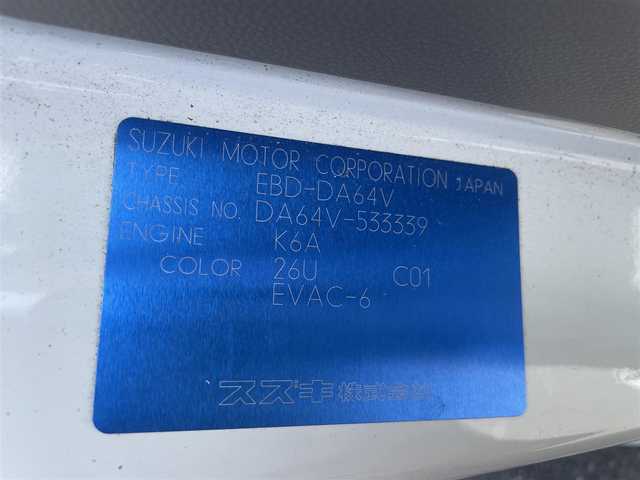 SUZUKI MOTOR CORPORATION JAPAN
TYPE EBD-DA64V
CHASSIS NO. DA64V-533339
ENGINE K6A
COLOR 26U C01
EVAC-6
スズキ株式会社